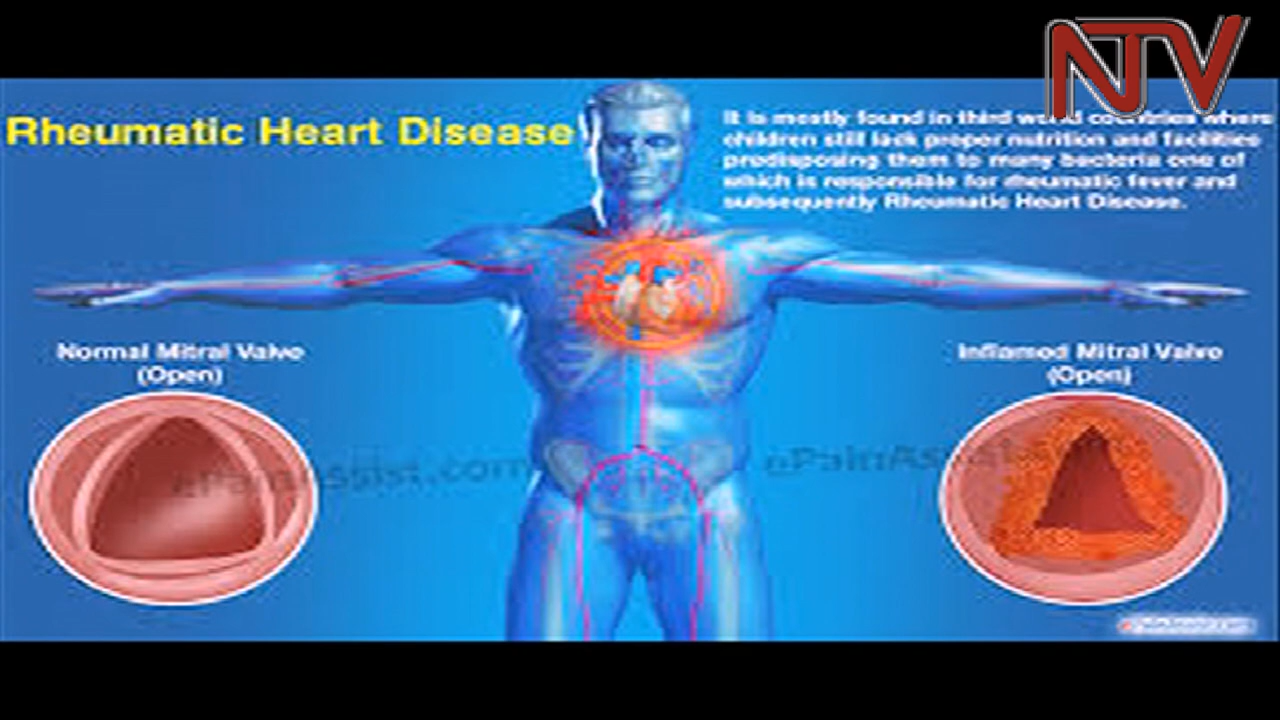 NTV
Rheumatic Heart Disease
It is mostly found in third world countries where
children still lack proper nutrition and facilities
predisposing them to many bacteria one of
which is responsible for rheumatic fever and
subsequently Rheumatic Heart Disease.
Normal Mitral Valve
(Open)
Inflamed Mitral Valve
(Open)
ePainAssist.com
ePainAssist